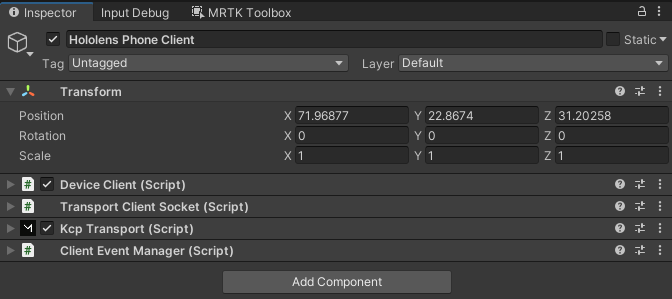 Inspector Input Debug MRTK Toolbox
Hololens Phone Client Static
Tag Untagged Layer Default
Transform
Position X 71.96877 Y 22.8674 Z 31.20258
Rotation X 0 Y 0 Z 0
Scale X 1 Y 1 Z 1
# Device Client (Script)
# Transport Client Socket (Script)
Kcp Transport (Script)
# Client Event Manager (Script)
Add Component